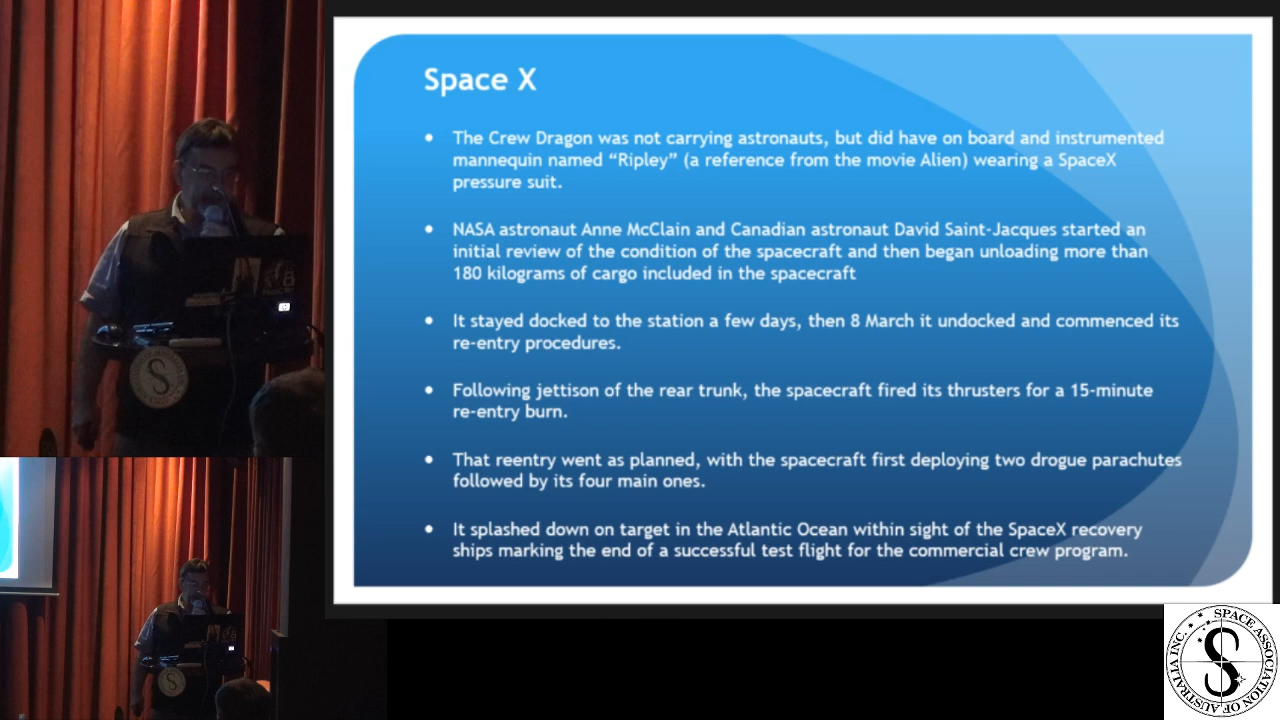 Space X
• The Crew Dragon was not carrying astronauts, but did have on board and instrumented
mannequin named “Ripley” (a reference from the movie Alien) wearing a SpaceX
pressure suit.
• NASA astronaut Anne McClain and Canadian astronaut David Saint-Jacques started an
initial review of the condition of the spacecraft and then began unloading more than
180 kilograms of cargo included in the spacecraft
• It stayed docked to the station a few days, then 8 March it undocked and commenced its
re-entry procedures.
• Following jettison of the rear trunk, the spacecraft fired its thrusters for a 15-minute
re-entry burn.
• That reentry went as planned, with the spacecraft first deploying two drogue parachutes
followed by its four main ones.
• It splashed down on target in the Atlantic Ocean within sight of the SpaceX recovery
ships marking the end of a successful test flight for the commercial crew program.
SPACE ASSOCIATION OF AUSTRALIA INC.
S